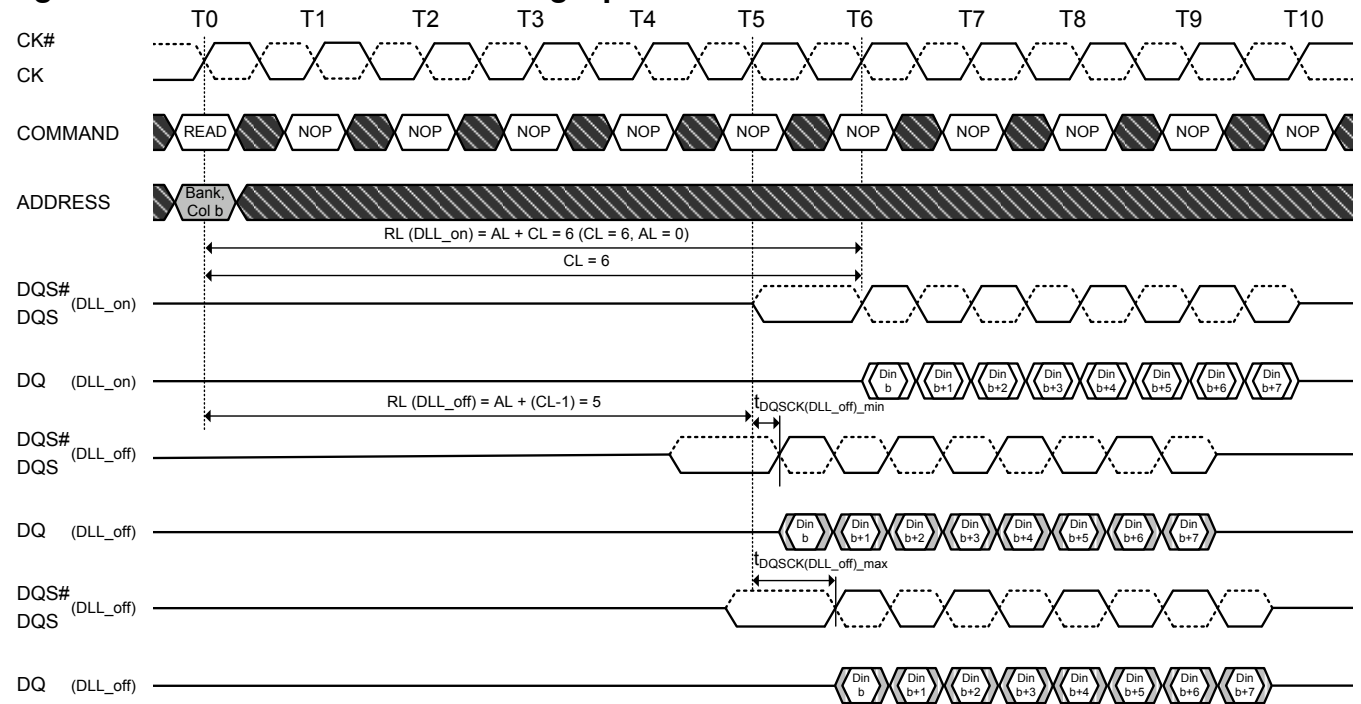 T0 T1 T2 T3 T4 T5 T6 T7 T8 T9 T10
CK#
CK
COMMAND READ NOP NOP NOP NOP NOP NOP NOP NOP NOP NOP
ADDRESS Bank,
Col b
RL (DLL_on) = AL + CL = 6 (CL = 6, AL = 0)
CL = 6
DQS# (DLL_on)
DQS
DQ (DLL_on) Din b Din b+1 Din b+2 Din b+3 Din b+4 Din b+5 Din b+6 Din b+7
RL (DLL_off) = AL + (CL-1) = 5
tDQSCK(DLL_off)_min
DQS# (DLL_off)
DQS
DQ (DLL_off) Din b Din b+1 Din b+2 Din b+3 Din b+4 Din b+5 Din b+6 Din b+7
tDQSCK(DLL_off)_max
DQS# (DLL_off)
DQS
DQ (DLL_off) Din b Din b+1 Din b+2 Din b+3 Din b+4 Din b+5 Din b+6 Din b+7